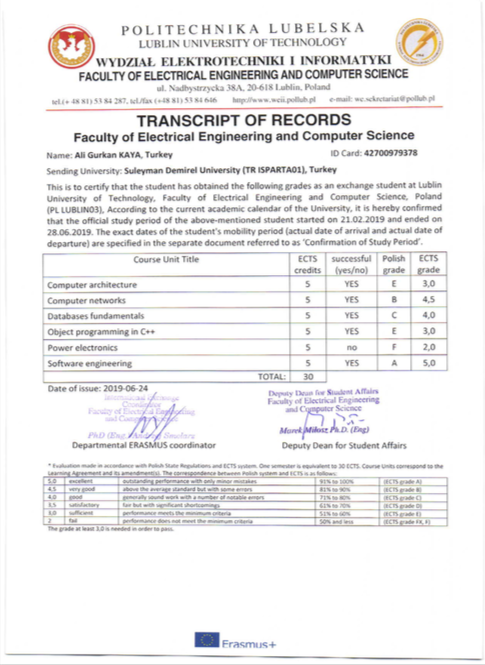 POLITECHNIKA LUBELSKA
LUBLIN UNIVERSITY OF TECHNOLOGY
WYDZIAŁ ELEKTROTECHNIKI I INFORMATYKI
FACULTY OF ELECTRICAL ENGINEERING AND COMPUTER SCIENCE
ul. Nadbystrzycka 38A, 20-618 Lublin, Poland
tel.(+ 48 81) 53 84 287, tel./fax (+48 81) 53 84 646 http://www.weii.pollub.pl e-mail: we.sekretariat@pollub.pl
TRANSCRIPT OF RECORDS
Faculty of Electrical Engineering and Computer Science
Name: Ali Gurkan KAYA, Turkey ID Card: 42700979378
Sending University: Suleyman Demirel University (TR ISPARTA01), Turkey
This is to certify that the student has obtained the following grades as an exchange student at Lublin
University of Technology, Faculty of Electrical Engineering and Computer Science, Poland
(PL LUBLIN03), According to the current academic calendar of the University, it is hereby confirmed
that the official study period of the above-mentioned student started on 21.02.2019 and ended on
28.06.2019. The exact dates of the student's mobility period (actual date of arrival and actual date of
departure) are specified in the separate document referred to as 'Confirmation of Study Period'.
Course Unit Title ECTS credits successful (yes/no) Polish grade ECTS grade
Computer architecture 5 YES E 3,0
Computer networks 5 YES B 4,5
Databases fundamentals 5 YES C 4,0
Object programming in C++ 5 YES E 3,0
Power electronics 5 no F 2,0
Software engineering 5 YES A 5,0
TOTAL: 30
Date of issue: 2019-06-24
International Exchange
Coordinator
Faculty of Electrical Engineering
and Computer Science
PhD (Eng.) Andrzej Smolarz
Departmental ERASMUS coordinator
Deputy Dean for Student Affairs
Faculty of Electrical Engineering
and Computer Science
Marek Miłosz Ph.D. (Eng)
Deputy Dean for Student Affairs
* Evaluation made in accordance with Polish State Regulations and ECTS system. One semester is equivalent to 30 ECTS. Course Units correspond to the
Learning Agreement and its amendment(s). The correspondence between Polish system and ECTS is as follows:
5,0 excellent outstanding performance with only minor mistakes 91% to 100% (ECTS grade A)
4,5 very good above the average standard but with some errors 81% to 90% (ECTS grade B)
4,0 good generally sound work with a number of notable errors 71% to 80% (ECTS grade C)
3,5 satisfactory fair but with significant shortcomings 61% to 70% (ECTS grade D)
3,0 sufficient performance meets the minimum criteria 51% to 60% (ECTS grade E)
2 fail performance does not meet the minimum criteria 50% and less (ECTS grade FX, F)
The grade at least 3,0 is needed in order to pass.
Erasmus+